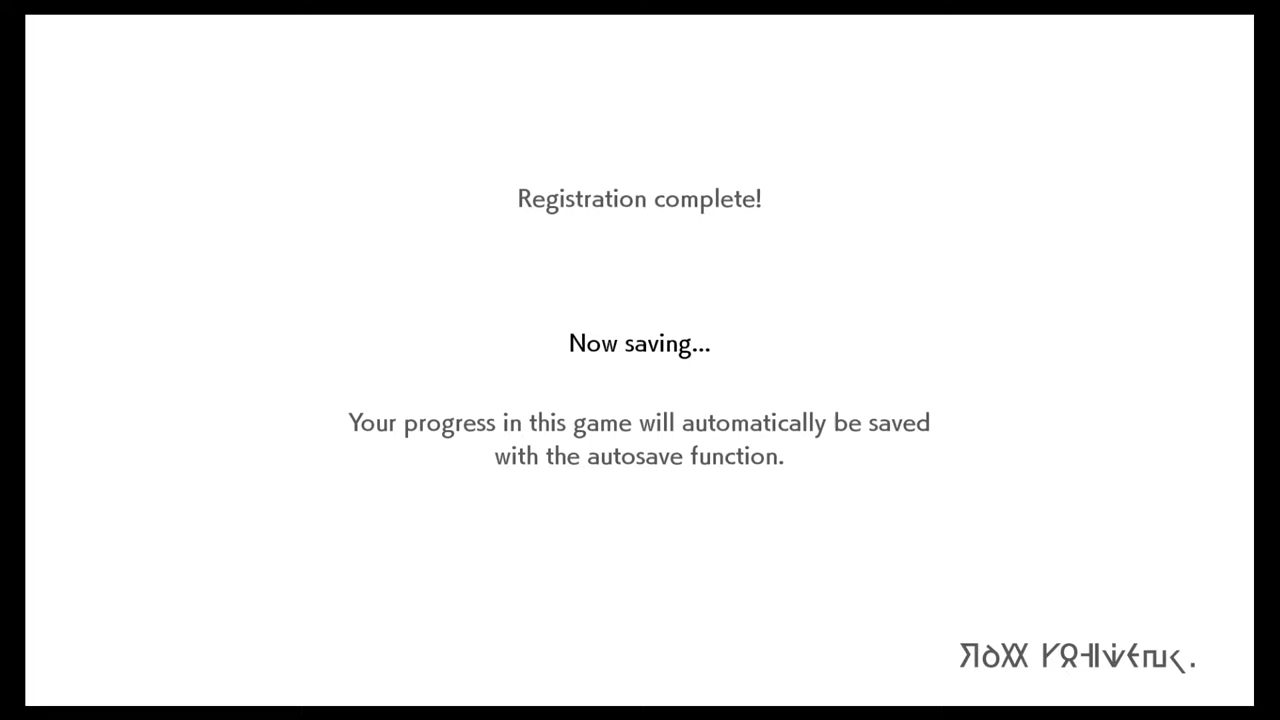 Registration complete!
Now saving...
Your progress in this game will automatically be saved
with the autosave function.